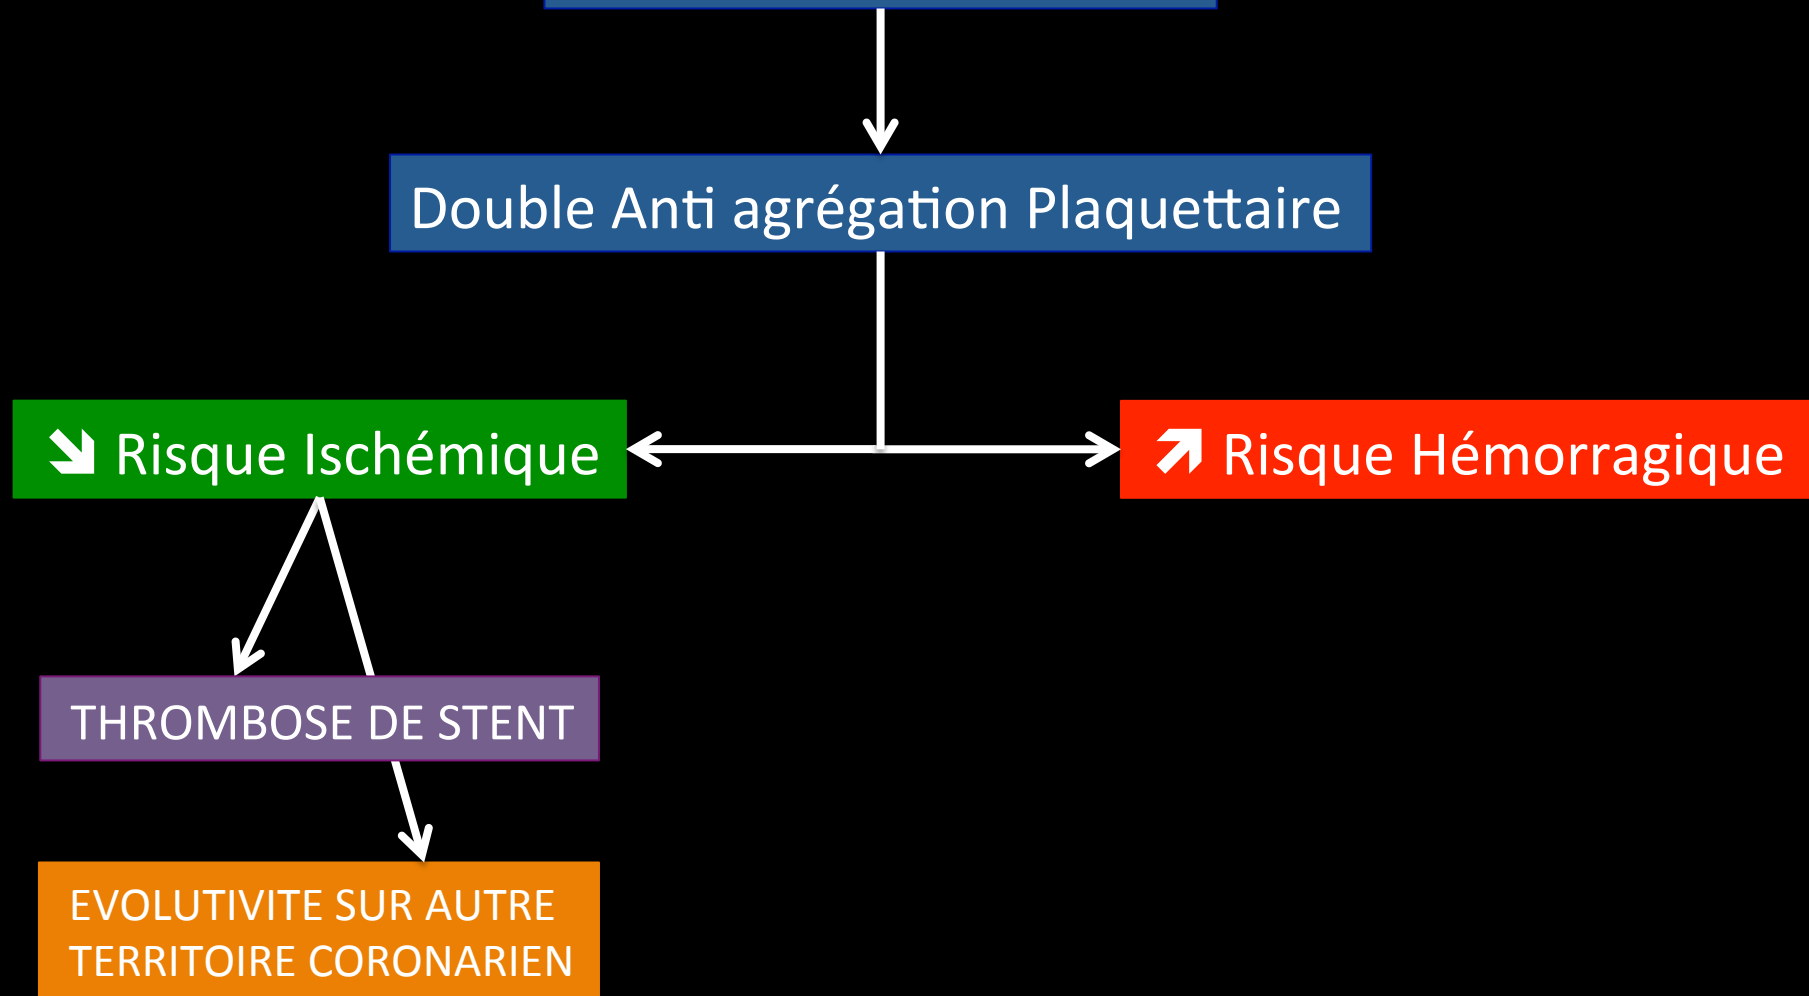 Double Anti agrégation Plaquettaire
🡮 Risque Ischémique
🡭 Risque Hémorragique
THROMBOSE DE STENT
EVOLUTIVITE SUR AUTRE
TERRITOIRE CORONARIEN